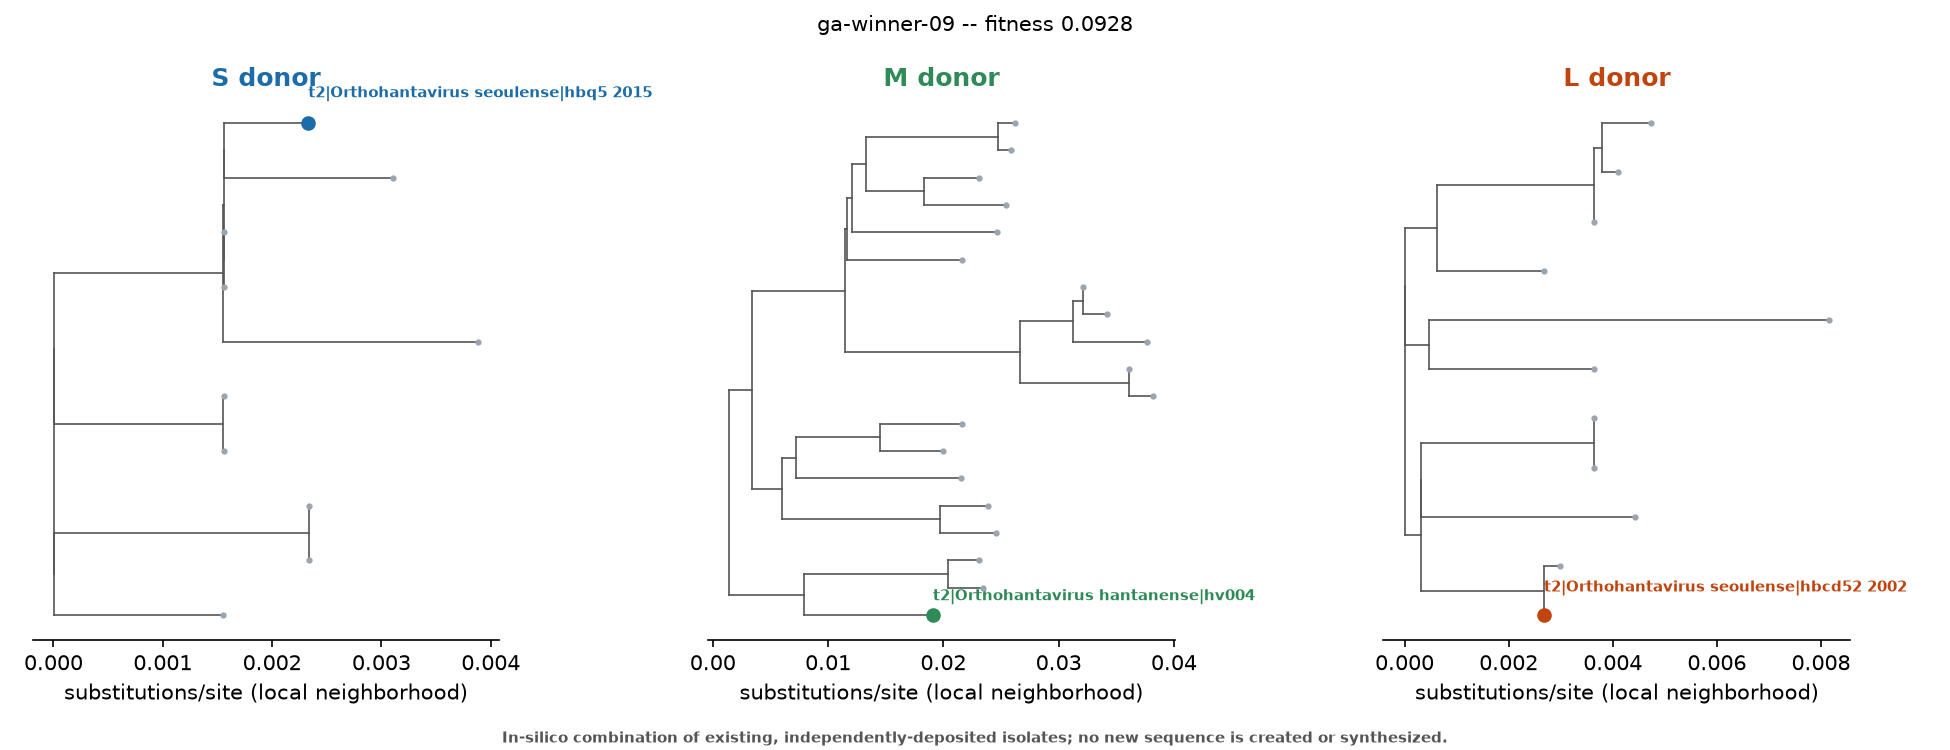 ga-winner-09 -- fitness 0.0928
S donor
t2|Orthohantavirus seoulense|hbq5 2015
0.000 0.001 0.002 0.003 0.004
substitutions/site (local neighborhood)
M donor
t2|Orthohantavirus hantanense|hv004
0.00 0.01 0.02 0.03 0.04
substitutions/site (local neighborhood)
L donor
t2|Orthohantavirus seoulense|hbcd52 2002
0.000 0.002 0.004 0.006 0.008
substitutions/site (local neighborhood)
In-silico combination of existing, independently-deposited isolates; no new sequence is created or synthesized.